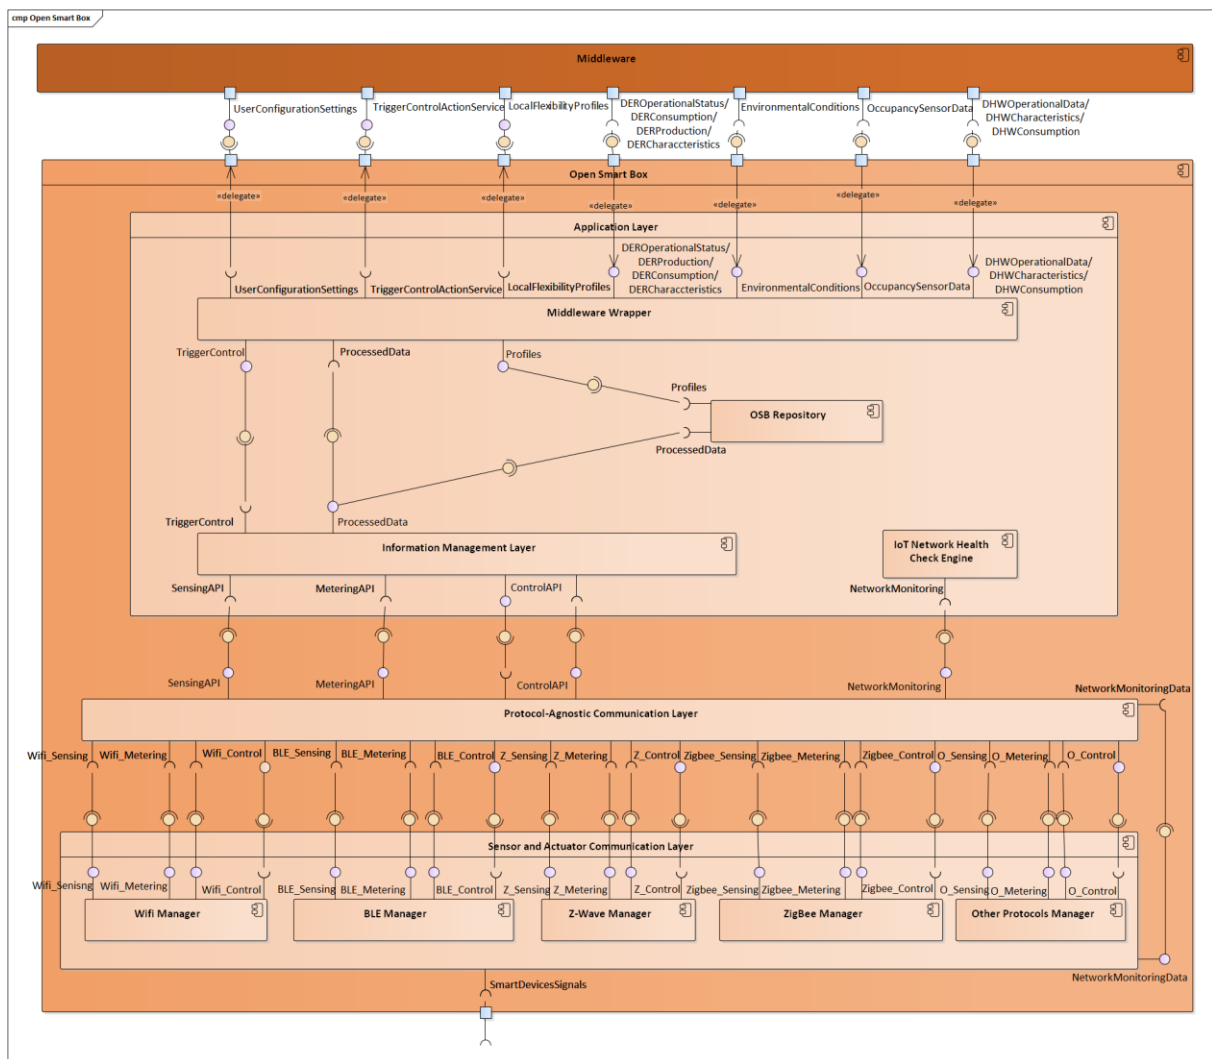 cmp Open Smart Box
Middleware
UserConfigurationSettings
TriggerControlActionService
LocalFlexibilityProfiles
DEROperationalStatus/
DERConsumption/
DERProduction/
DERCharaccteristics
EnvironmentalConditions
OccupancySensorData
DHWOperationalData/
DHWCharacteristics/
DHWConsumption
Open Smart Box
«delegate»
«delegate»
«delegate»
«delegate»
«delegate»
«delegate»
«delegate»
Application Layer
UserConfigurationSettings
TriggerControlActionService
LocalFlexibilityProfiles
DEROperationalStatus/
DERProduction/
DERConsumption/
DERCharaccteristics
EnvironmentalConditions
OccupancySensorData
DHWOperationalData/
DHWCharacteristics/
DHWConsumption
Middleware Wrapper
TriggerControl
ProcessedData
Profiles
Profiles
OSB Repository
ProcessedData
TriggerControl
ProcessedData
Information Management Layer
IoT Network Health
Check Engine
SensingAPI
MeteringAPI
ControlAPI
NetworkMonitoring
SensingAPI
MeteringAPI
ControlAPI
NetworkMonitoring
NetworkMonitoringData
Protocol-Agnostic Communication Layer
Wifi_Sensing
Wifi_Metering
Wifi_Control
BLE_Sensing
BLE_Metering
BLE_Control
Z_Sensing
Z_Metering
Z_Control
Zigbee_Sensing
Zigbee_Metering
Zigbee_Control
O_Sensing
O_Metering
O_Control
Sensor and Actuator Communication Layer
Wifi_Senisng
Wifi_Metering
Wifi_Control
BLE_Sensing
BLE_Metering
BLE_Control
Z_Sensing
Z_Metering
Z_Control
Zigbee_Sensing
Zigbee_Metering
Zigbee_Control
O_Sensing
O_Metering
O_Control
Wifi Manager
BLE Manager
Z-Wave Manager
ZigBee Manager
Other Protocols Manager
NetworkMonitoringData
SmartDevicesSignals